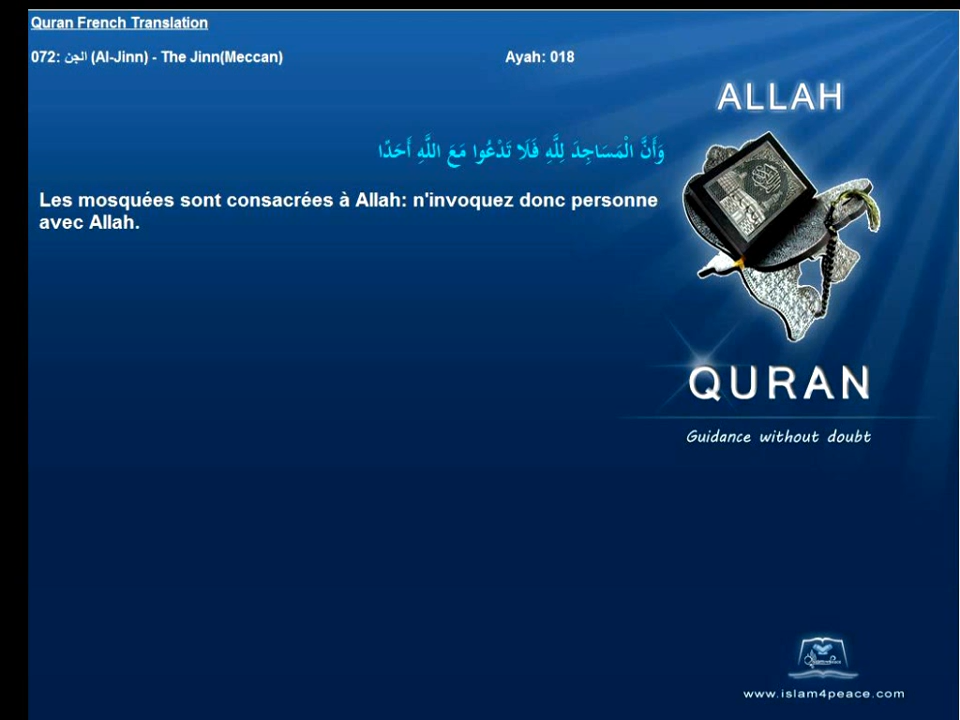 Quran French Translation
072: الجن (Al-Jinn) - The Jinn(Meccan) Ayah: 018
ALLAH
وَأَنَّ الْمَسَاجِدَ لِلَّهِ فَلَا تَدْعُوا مَعَ اللَّهِ أَحَدًا
Les mosquées sont consacrées à Allah: n'invoquez donc personne
avec Allah.
QURAN
Guidance without doubt
www.islam4peace.com